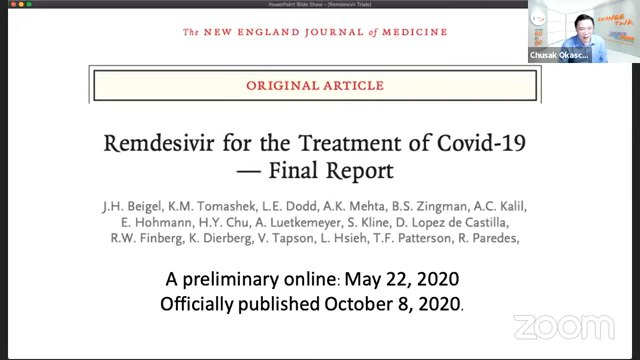 PowerPoint Slide Show - [Remdesivir Trials]
The NEW ENGLAND JOURNAL of MEDICINE
ORIGINAL ARTICLE
Remdesivir for the Treatment of Covid-19
— Final Report
J.H. Beigel, K.M. Tomashek, L.E. Dodd, A.K. Mehta, B.S. Zingman, A.C. Kalil,
E. Hohmann, H.Y. Chu, A. Luetkemeyer, S. Kline, D. Lopez de Castilla,
R.W. Finberg, K. Dierberg, V. Tapson, L. Hsieh, T.F. Patterson, R. Paredes,
A preliminary online: May 22, 2020
Officially published October 8, 2020.
Chusak Okasc...
zoom